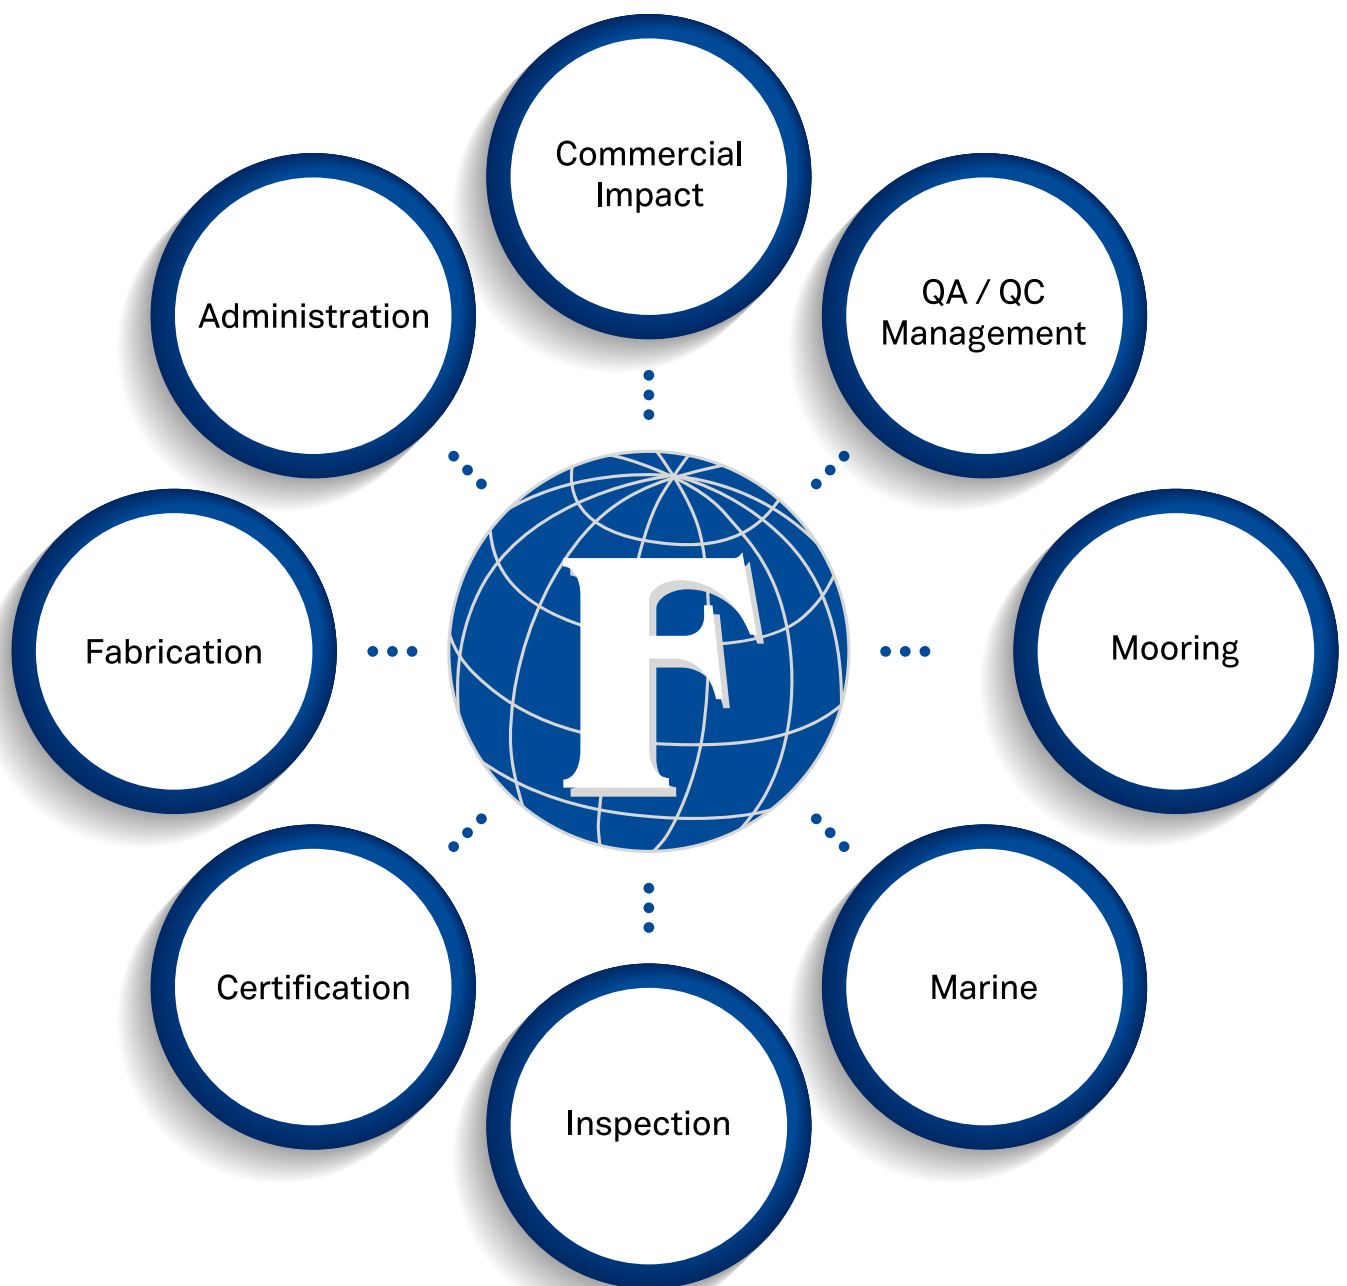 Commercial
Impact
QA / QC
Management
Administration
Mooring
Fabrication
F
Marine
Certification
Inspection